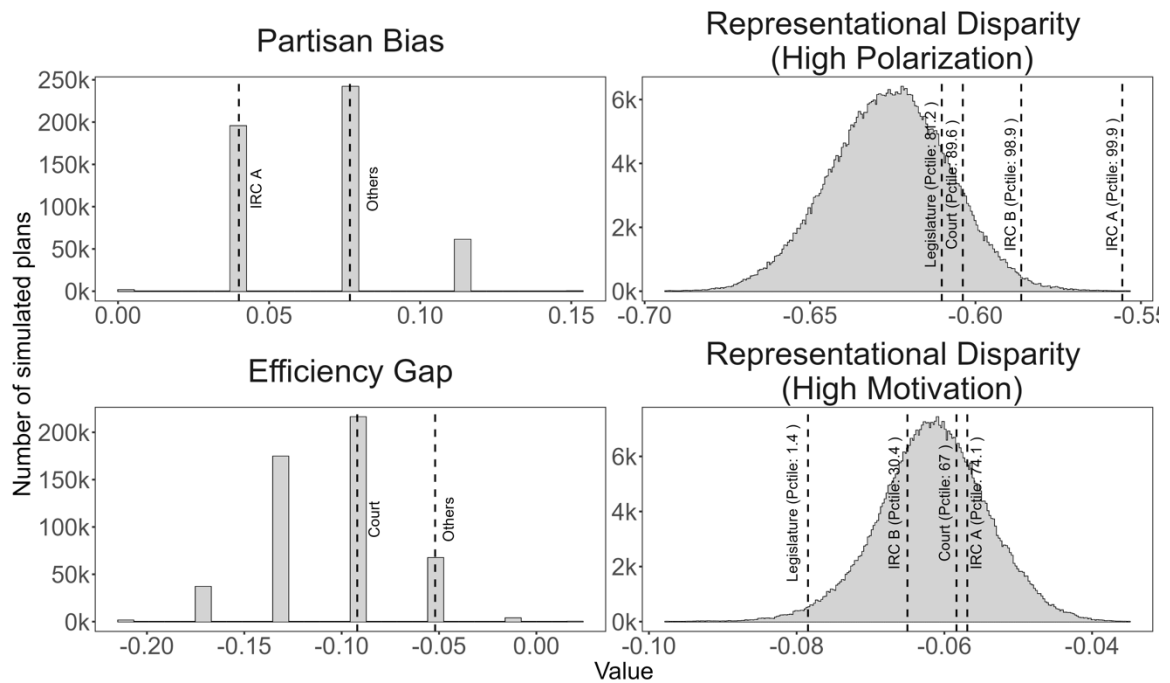 Partisan Bias
Representational Disparity
(High Polarization)
Number of simulated plans
250k
200k
150k
100k
50k
0k
IRC A
Others
0.00
0.05
0.10
0.15
6k
4k
2k
0k
Legislature (Pctile: 81.2 )
Court (Pctile: 89.6 )
IRC B (Pctile: 98.9 )
IRC A (Pctile: 99.9 )
-0.70
-0.65
-0.60
-0.55
Efficiency Gap
Representational Disparity
(High Motivation)
200k
150k
100k
50k
0k
Court
Others
-0.20
-0.15
-0.10
-0.05
0.00
6k
4k
2k
0k
Legislature (Pctile: 1.4 )
IRC B (Pctile: 30.4 )
Court (Pctile: 67 )
IRC A (Pctile: 74.1 )
-0.10
-0.08
-0.06
-0.04
Value